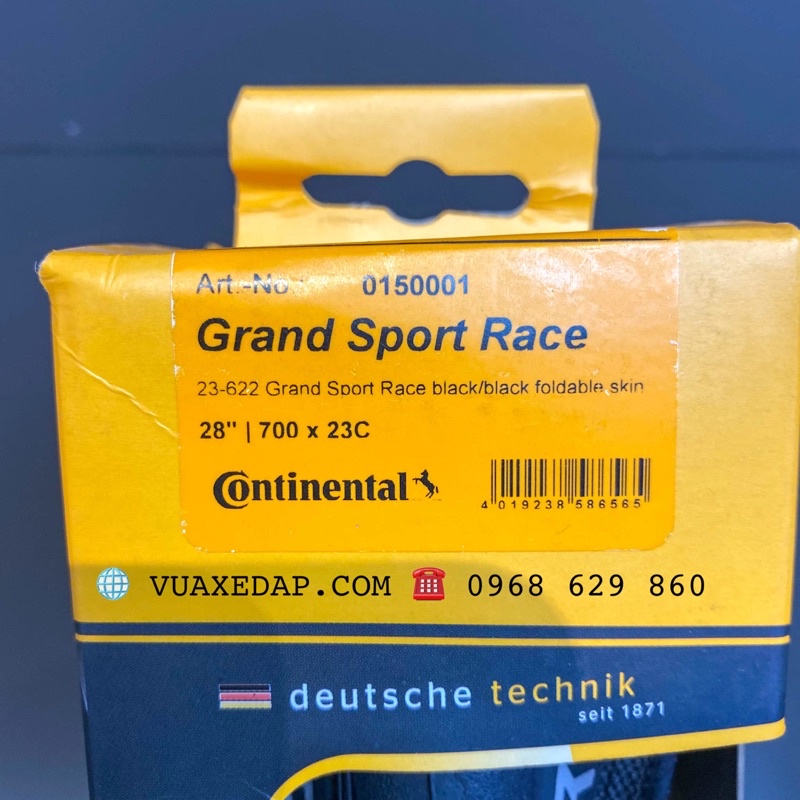 Art.-No.: 0150001
Grand Sport Race
23-622 Grand Sport Race black/black foldable skin
28" | 700 x 23C
Continental
4 019238 586565
VUAXEDAP.COM 0968 629 860
deutsche technik
seit 1871